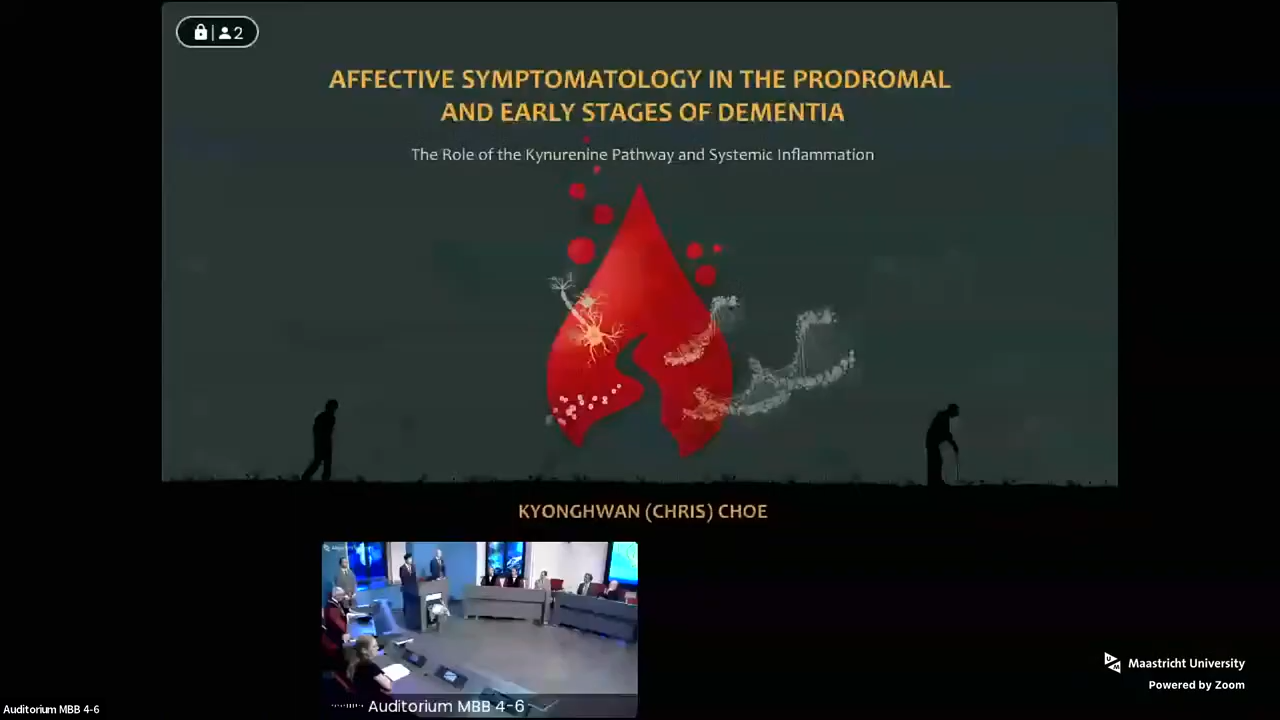 2
AFFECTIVE SYMPTOMATOLOGY IN THE PRODROMAL
AND EARLY STAGES OF DEMENTIA
The Role of the Kynurenine Pathway and Systemic Inflammation
KYONGHWAN (CHRIS) CHOE
Auditorium MBB 4-6
Maastricht University
Powered by Zoom
Auditorium MBB 4-6